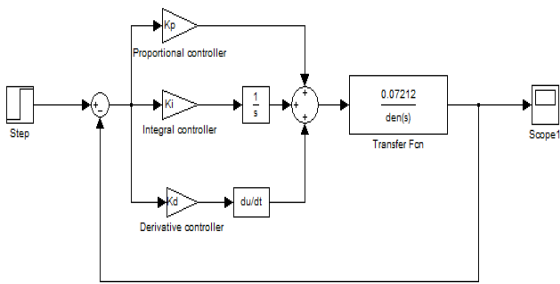 Kp
Proportional controller
+
-
Step
Ki
Integral controller
1
s
+
+
+
0.07212
den(s)
Transfer Fcn
Scope1
Kd
Derivative controller
du/dt